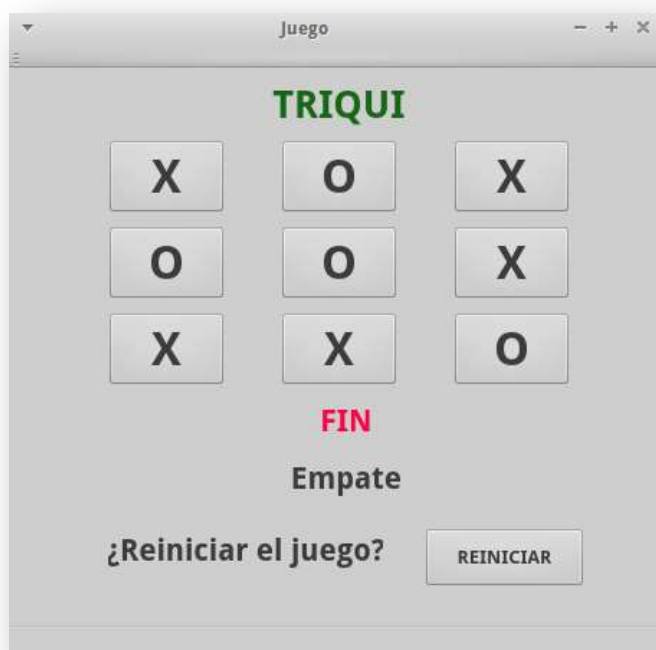 Juego
TRIQUI
X O X
O O X
X X O
FIN
Empate
¿Reiniciar el juego? REINICIAR